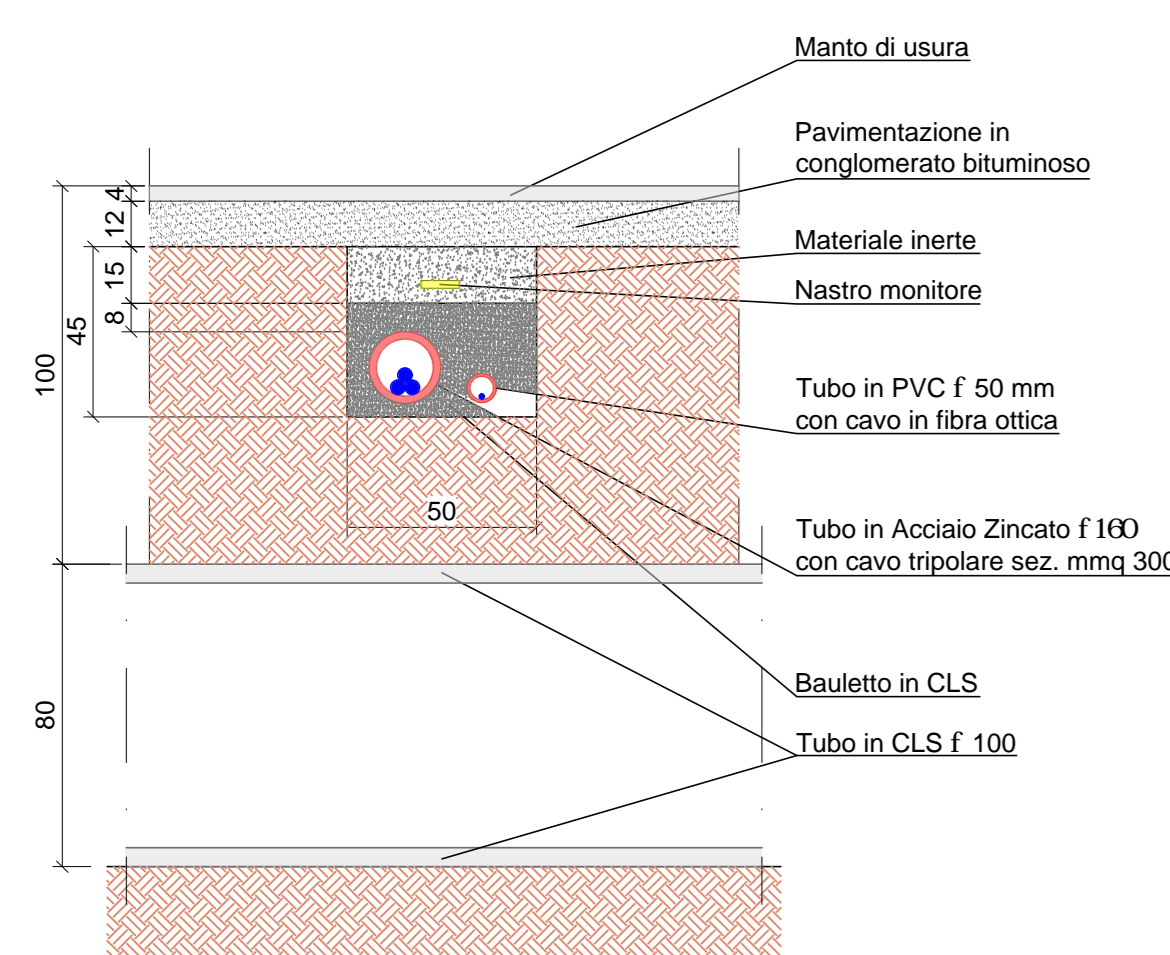 Manto di usura
Pavimentazione in
conglomerato bituminoso
Materiale inerte
Nastro monitore
Tubo in PVC f 50 mm
con cavo in fibra ottica
Tubo in Acciaio Zincato f 160
con cavo tripolare sez. mmq 300
Bauletto in CLS
Tubo in CLS f 100
4
12
15
8
45
100
50
80